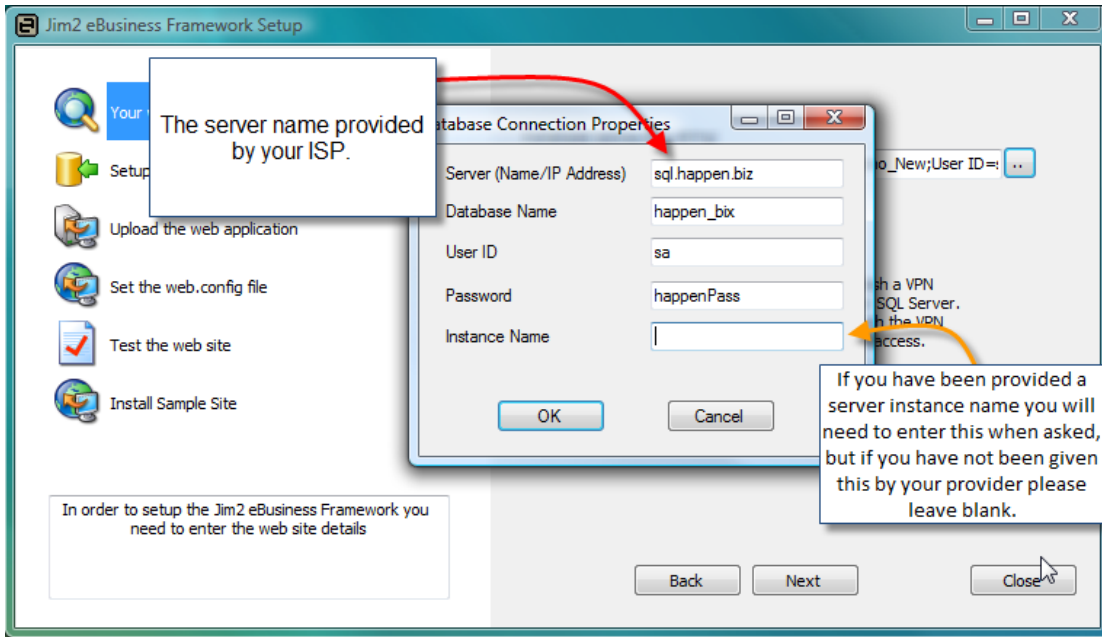 Jim2 eBusiness Framework Setup
Your
The server name provided
by your ISP.
Setup
Upload the web application
Set the web.config file
Test the web site
Install Sample Site
In order to setup the Jim2 eBusiness Framework you
need to enter the web site details
atabase Connection Properties
Server (Name/IP Address) sql.happen.biz
Database Name happen_bix
User ID sa
Password happenPass
Instance Name
OK Cancel
o_New;User ID=: ..
sh a VPN
SQL Server.
h the VPN
access.
If you have been provided a
server instance name you will
need to enter this when asked,
but if you have not been given
this by your provider please
leave blank.
Back Next Close